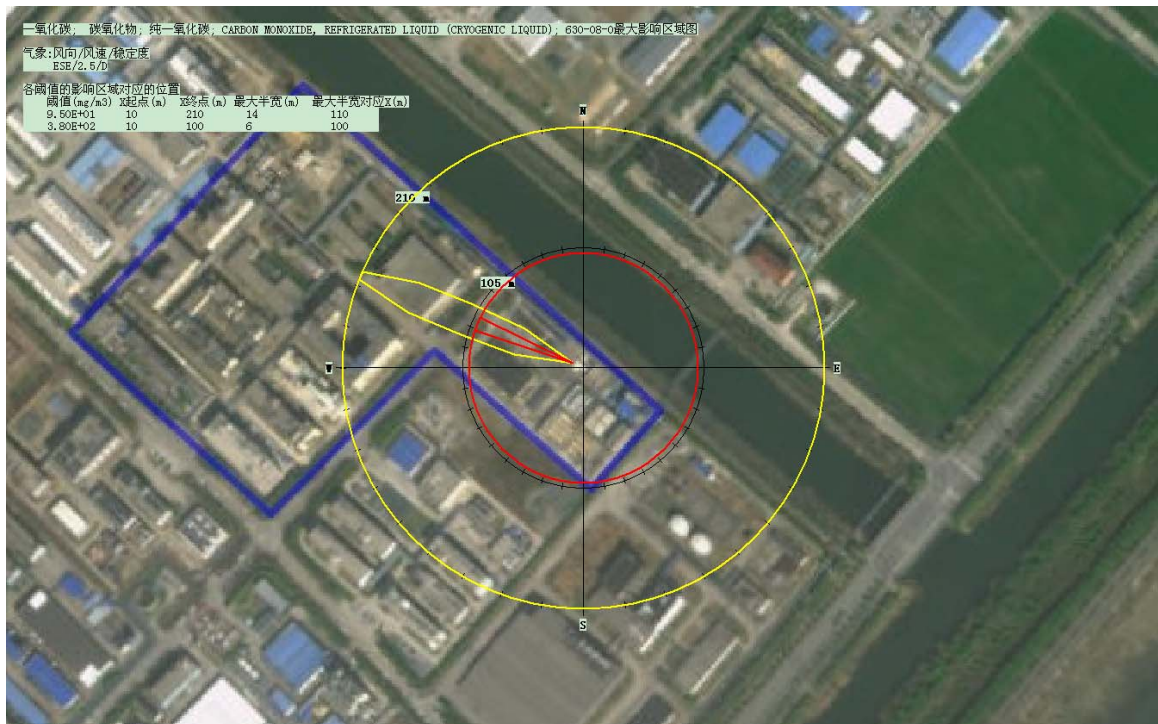 一氧化碳; 碳氧化物; 纯一氧化碳; CARBON MONOXIDE, REFRIGERATED LIQUID (CRYOGENIC LIQUID); 630-08-0最大影响区域图
气象:风向/风速/稳定度
ESE/2.5/D
各阈值的影响区域对应的位置
阈值(mg/m3) X起点(m) X终点(m) 最大半宽(m) 最大半宽对应X(m)
9.50E+01 10 210 14 110
3.80E+02 10 100 6 100
N
210 m
105 m
W
E
S